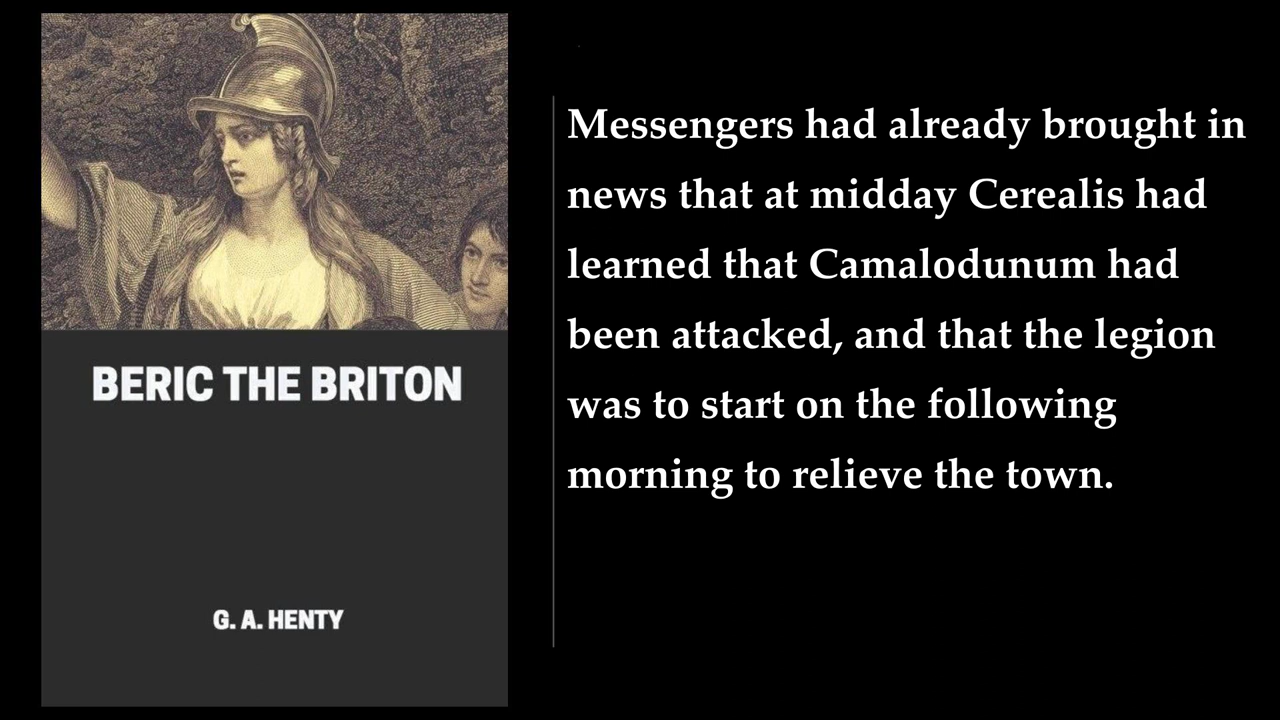 BERIC THE BRITON
G. A. HENTY
Messengers had already brought in
news that at midday Cerealis had
learned that Camalodunum had
been attacked, and that the legion
was to start on the following
morning to relieve the town.